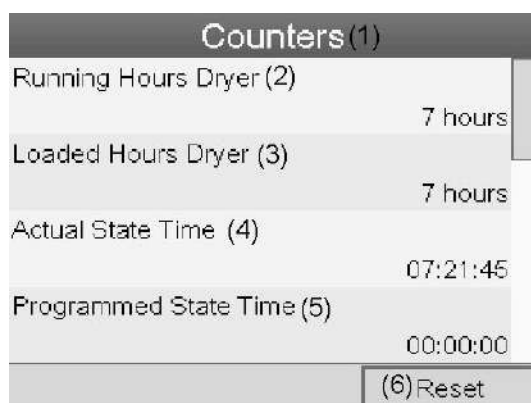 Counters(1)
Running Hours Dryer (2)
7 hours
Loaded Hours Dryer (3)
7 hours
Actual State Time (4)
07:21:45
Programmed State Time (5)
00:00:00
(6)Reset